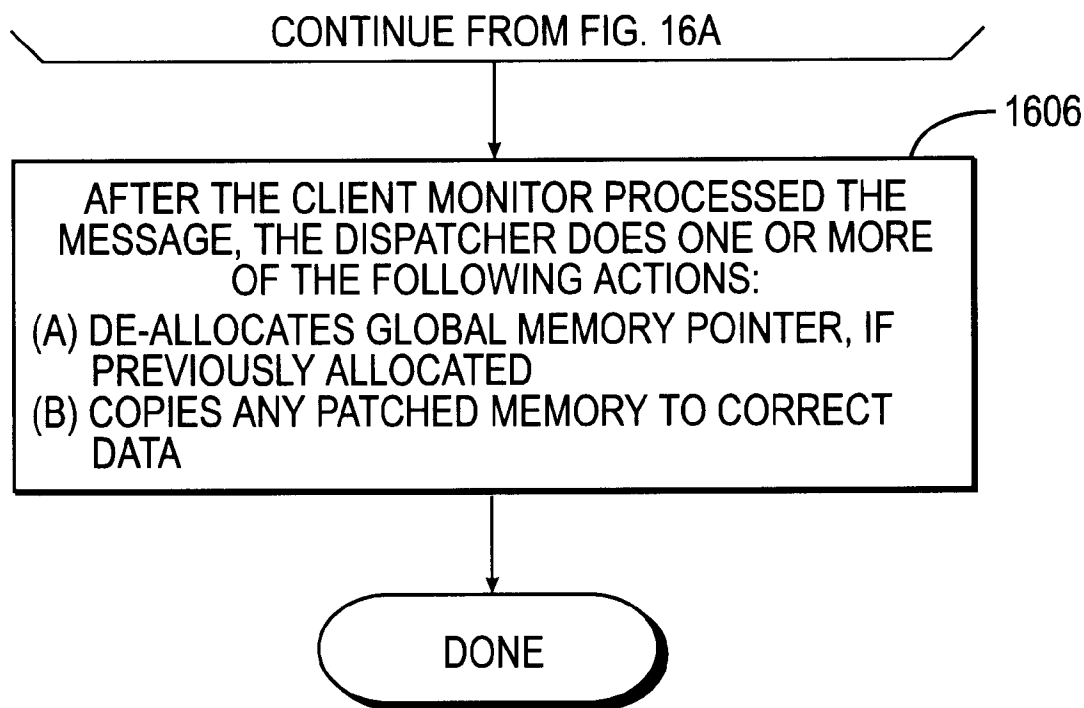 CONTINUE FROM FIG. 16A
1606
AFTER THE CLIENT MONITOR PROCESSED THE
MESSAGE, THE DISPATCHER DOES ONE OR MORE
OF THE FOLLOWING ACTIONS:
(A) DE-ALLOCATES GLOBAL MEMORY POINTER, IF
PREVIOUSLY ALLOCATED
(B) COPIES ANY PATCHED MEMORY TO CORRECT
DATA
DONE